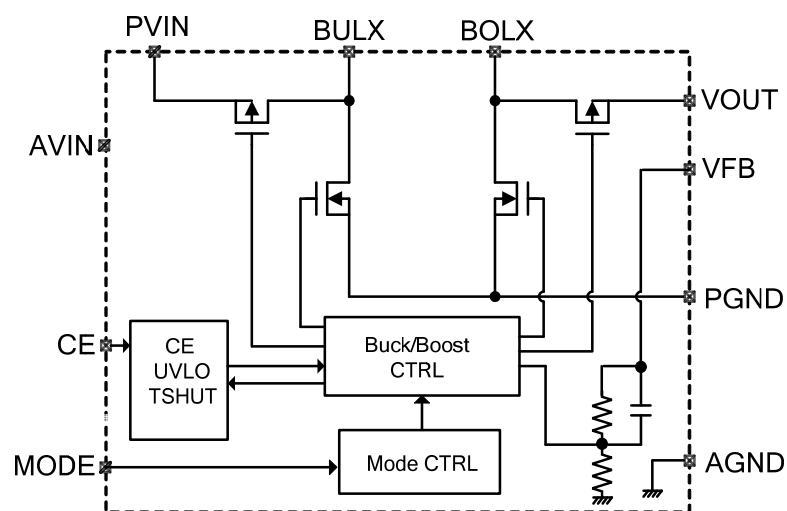 PVIN
BULX
BOLX
VOUT
AVIN
VFB
PGND
CE
CE
UVLO
TSHUT
Buck/Boost
CTRL
MODE
Mode CTRL
AGND